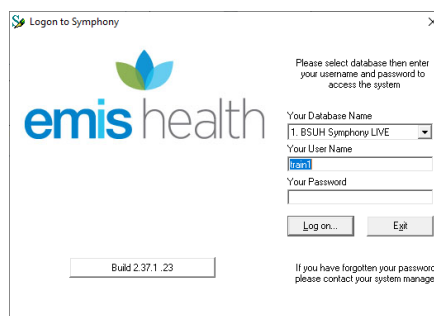 Logon to Symphony
Please select database then enter
your username and password to
access the system
emis health
Your Database Name
1. BSUH Symphony LIVE
Your User Name
train1
Your Password
Log on...
Exit
Build 2.37.1 .23
If you have forgotten your password
please contact your system manage